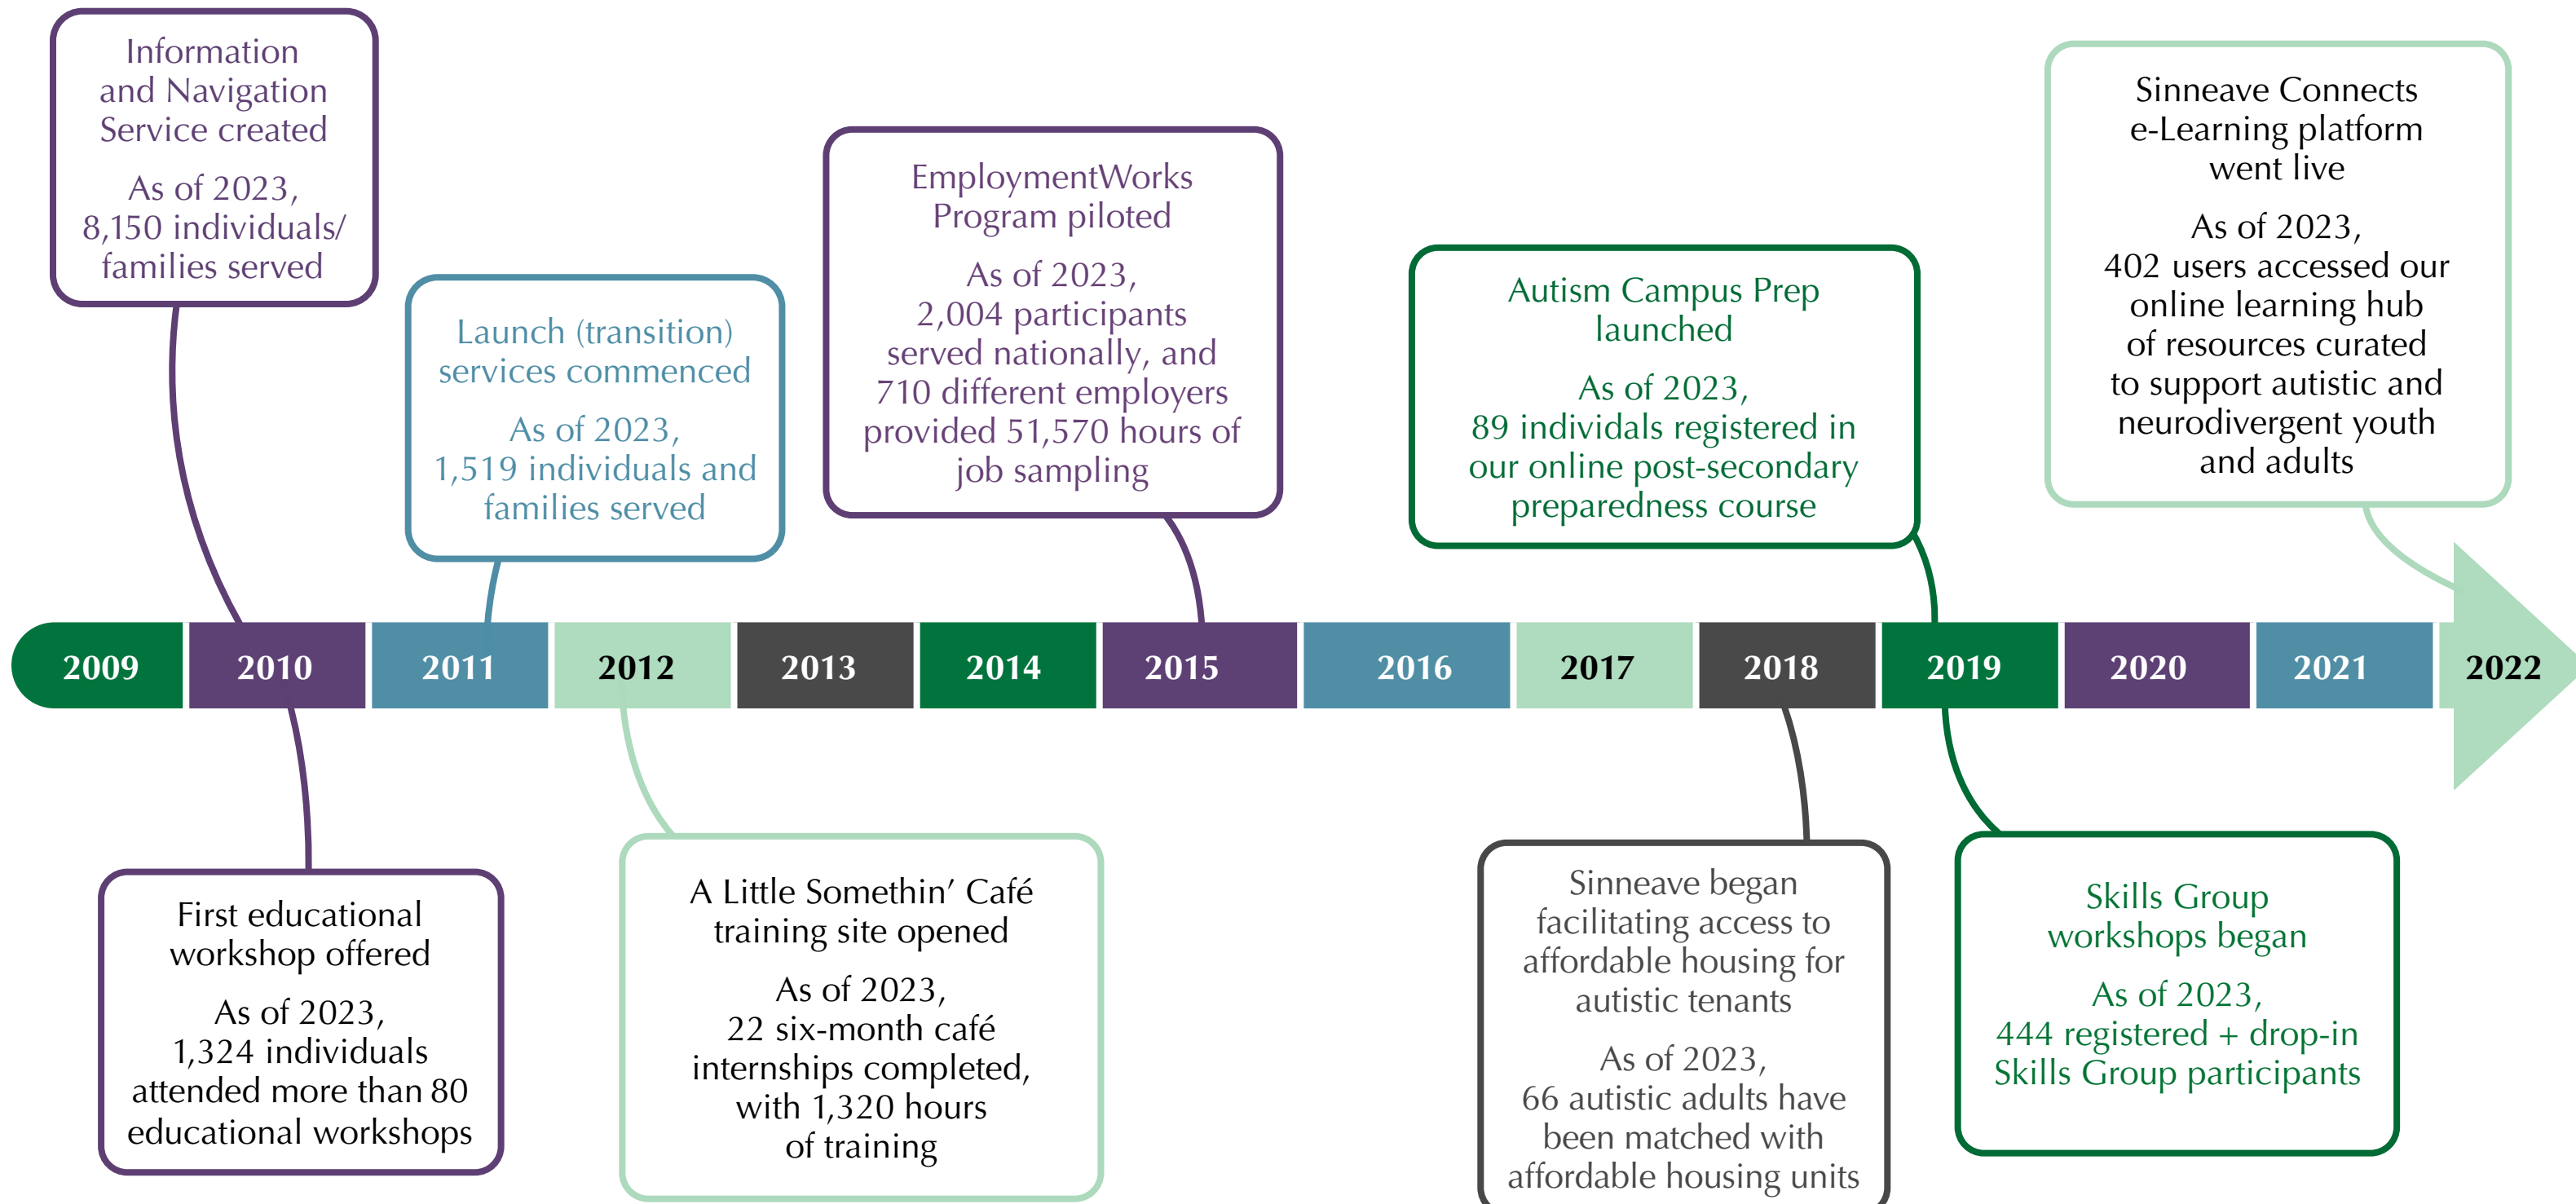 Information
and Navigation
Service created
As of 2023,
8,150 individuals/
families served
Launch (transition)
services commenced
As of 2023,
1,519 individuals and
families served
EmploymentWorks
Program piloted
As of 2023,
2,004 participants
served nationally, and
710 different employers
provided 51,570 hours of
job sampling
Autism Campus Prep
launched
As of 2023,
89 individals registered in
our online post-secondary
preparedness course
Sinneave Connects
e-Learning platform
went live
As of 2023,
402 users accessed our
online learning hub
of resources curated
to support autistic and
neurodivergent youth
and adults
2009 2010 2011 2012 2013 2014 2015 2016 2017 2018 2019 2020 2021 2022
First educational
workshop offered
As of 2023,
1,324 individuals
attended more than 80
educational workshops
A Little Somethin’ Café
training site opened
As of 2023,
22 six-month café
internships completed,
with 1,320 hours
of training
Sinneave began
facilitating access to
affordable housing for
autistic tenants
As of 2023,
66 autistic adults have
been matched with
affordable housing units
Skills Group
workshops began
As of 2023,
444 registered + drop-in
Skills Group participants